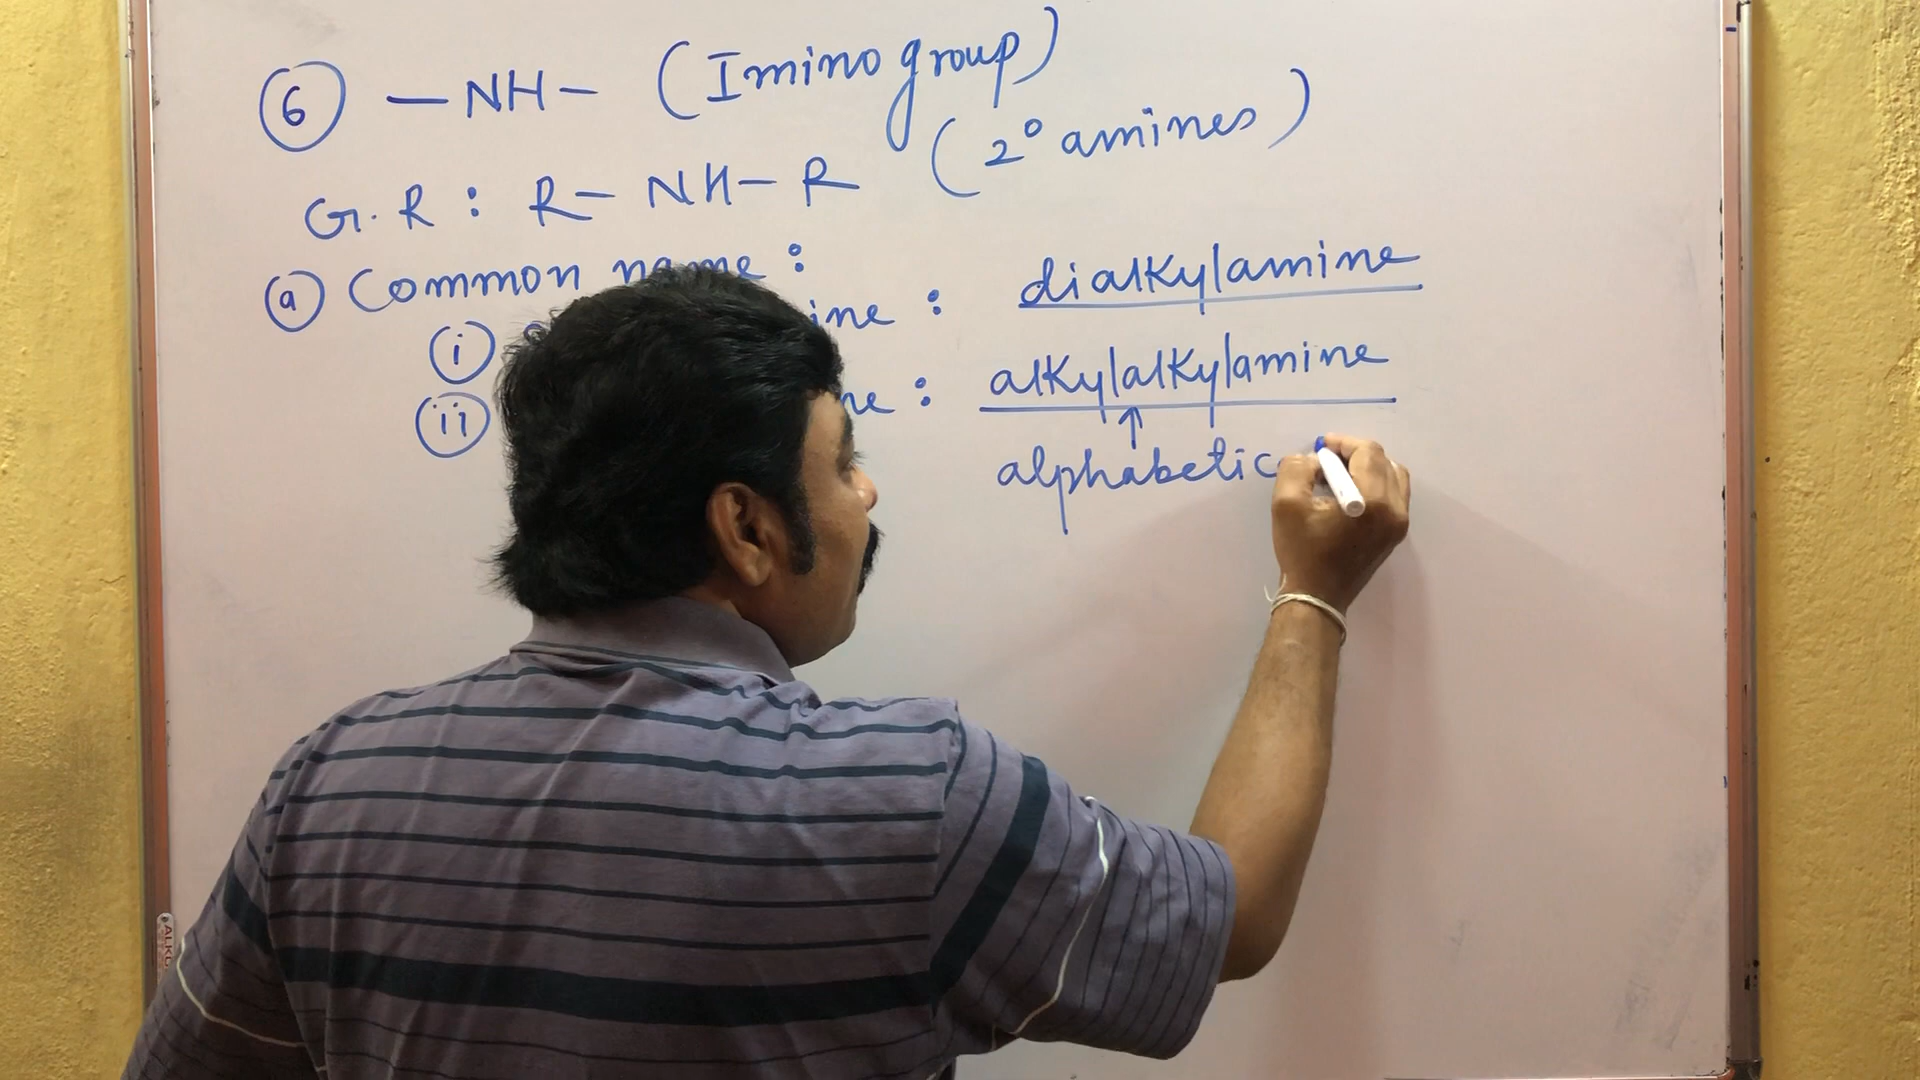 6 — NH — (Imino group)
G.R : R — NH — R (2° amines)
a Common name :
i ine : dialkylamine
ii ne : alkylalkylamine
↑
alphabetic